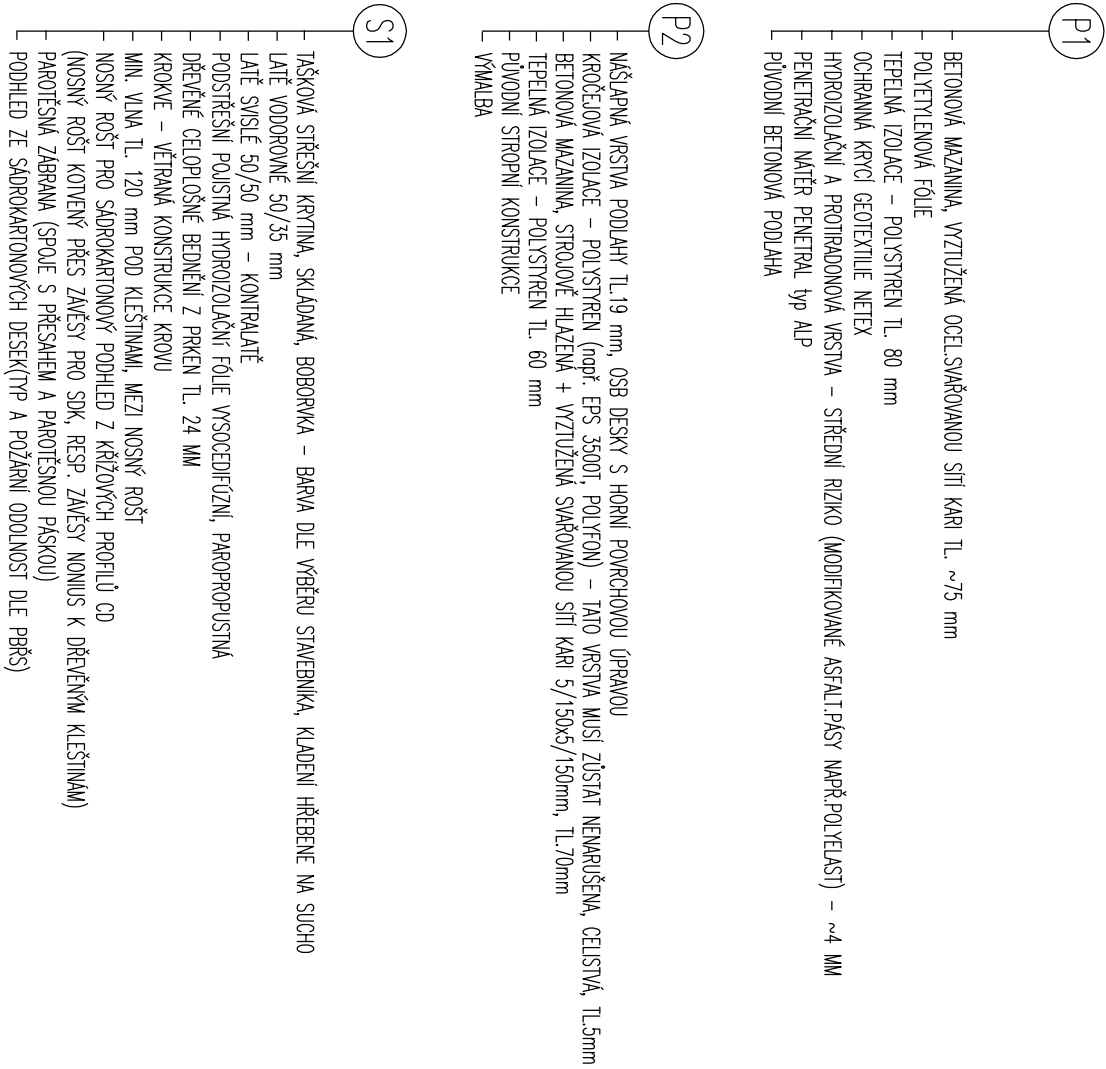 P1
BETONOVÁ MAZANINA, VYZTUŽENÁ OCEL.SVAŘOVANOU SÍTÍ KARI TL. ~75 mm
POLYETYLENOVÁ FÓLIE
TEPELNÁ IZOLACE - POLYSTYREN TL. 80 mm
OCHRANNÁ KRYCÍ GEOTEXTILIE NETEX
HYDROIZOLAČNÍ A PROTIRADONOVÁ VRSTVA - STŘEDNÍ RIZIKO (MODIFIKOVANÉ ASFALT.PÁSY NAPŘ.POLYELAST) - ~4 MM
PENETRAČNÍ NÁTĚR PENETRAL typ ALP
PŮVODNÍ BETONOVÁ PODLAHA
P2
NÁŠLAPNÁ VRSTVA PODLAHY TL.19 mm, OSB DESKY S HORNÍ POVRCHOVOU ÚPRAVOU
KROČEJOVÁ IZOLACE - POLYSTYREN (např. EPS 3500T, POLYFON) - TATO VRSTVA MUSÍ ZŮSTAT NENARUŠENA, CELISTVÁ, TL.5mm
BETONOVÁ MAZANINA, STROJOVĚ HLAZENÁ + VYZTUŽENÁ SVAŘOVANOU SÍTÍ KARI 5/150x5/150mm, TL.70mm
TEPELNÁ IZOLACE - POLYSTYREN TL. 60 mm
PŮVODNÍ STROPNÍ KONSTRUKCE
VÝMALBA
S1
TAŠKOVÁ STŘEŠNÍ KRYTINA, SKLÁDANÁ, BOBORVKA - BARVA DLE VÝBĚRU STAVEBNÍKA, KLADENÍ HŘEBENE NA SUCHO
LATĚ VODOROVNÉ 50/35 mm
LATĚ SVISLÉ 50/50 mm - KONTRALATĚ
PODSTŘEŠNÍ POJISTNÁ HYDROIZOLAČNÍ FÓLIE VYSOCEDIFÚZNÍ, PAROPROPUSTNÁ
DŘEVĚNÉ CELOPLOŠNÉ BEDNĚNÍ Z PRKEN TL. 24 MM
KROKVE - VĚTRANÁ KONSTRUKCE KROVU
MIN. VLNA TL. 120 mm POD KLEŠTINAMI, MEZI NOSNÝ ROŠT
NOSNÝ ROŠT PRO SÁDROKARTONOVÝ PODHLED Z KŘÍŽOVÝCH PROFILŮ CD
(NOSNÝ ROŠT KOTVENÝ PŘES ZÁVĚSY PRO SDK, RESP. ZÁVĚSY NONIUS K DŘEVĚNÝM KLEŠTINÁM)
PAROTĚSNÁ ZÁBRANA (SPOJE S PŘESAHEM A PAROTĚSNOU PÁSKOU)
PODHLED ZE SÁDROKARTONOVÝCH DESEK(TYP A POŽÁRNÍ ODOLNOST DLE PBŘS)